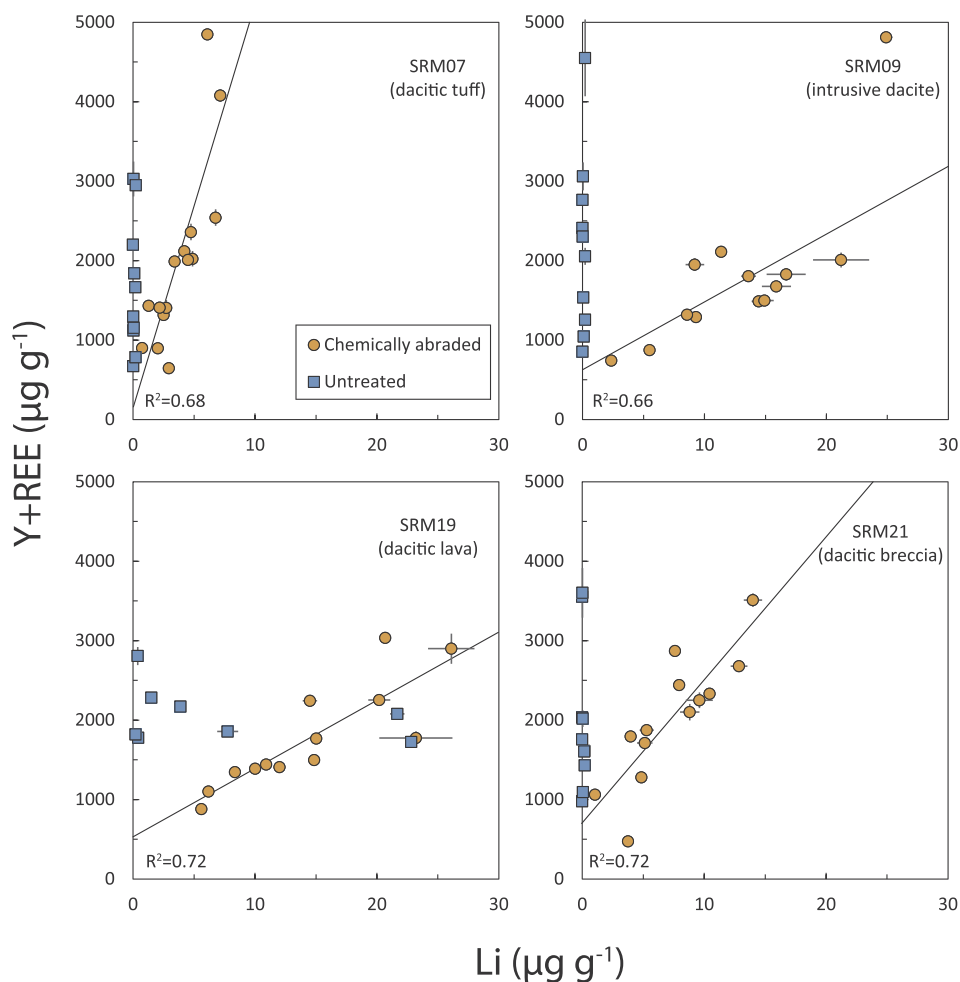 5000
4000
3000
2000
1000
0
SRM07
(dacitic tuff)
Chemically abraded
Untreated
R²=0.68
0
10
20
30
5000
4000
3000
2000
1000
0
SRM09
(intrusive dacite)
R²=0.66
0
10
20
30
Y+REE (µg g⁻¹)
5000
4000
3000
2000
1000
0
SRM19
(dacitic lava)
R²=0.72
0
10
20
30
5000
4000
3000
2000
1000
0
SRM21
(dacitic breccia)
R²=0.72
0
10
20
30
Li (µg g⁻¹)